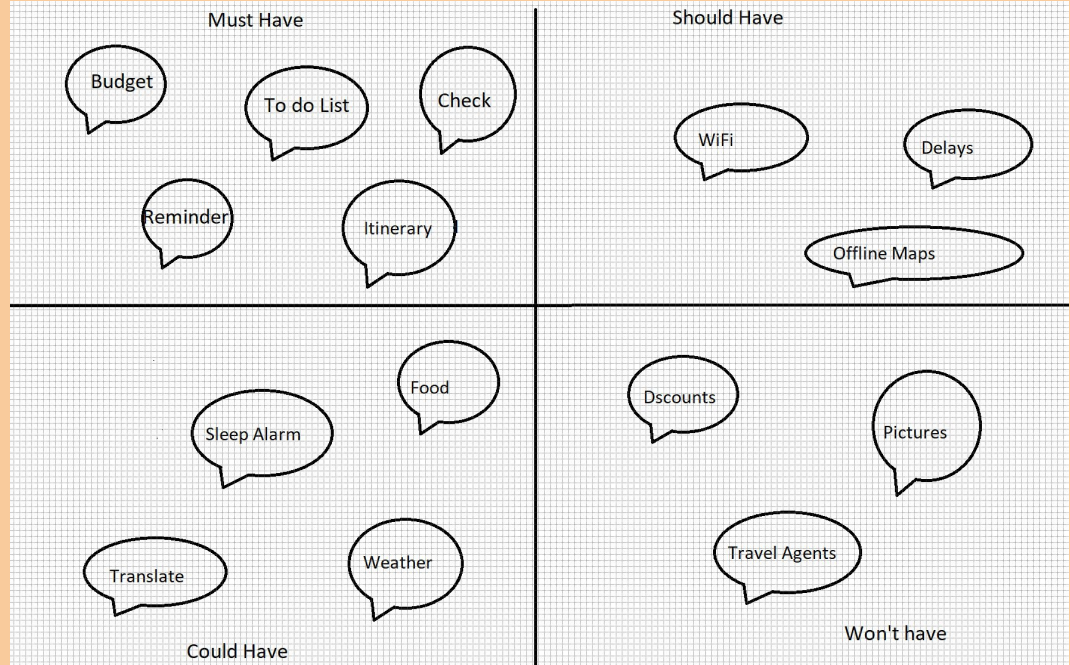 Must Have
Budget
To do List
Check
Reminder
Itinerary
Should Have
WiFi
Delays
Offline Maps
Food
Sleep Alarm
Translate
Weather
Could Have
Dscounts
Pictures
Travel Agents
Won't have